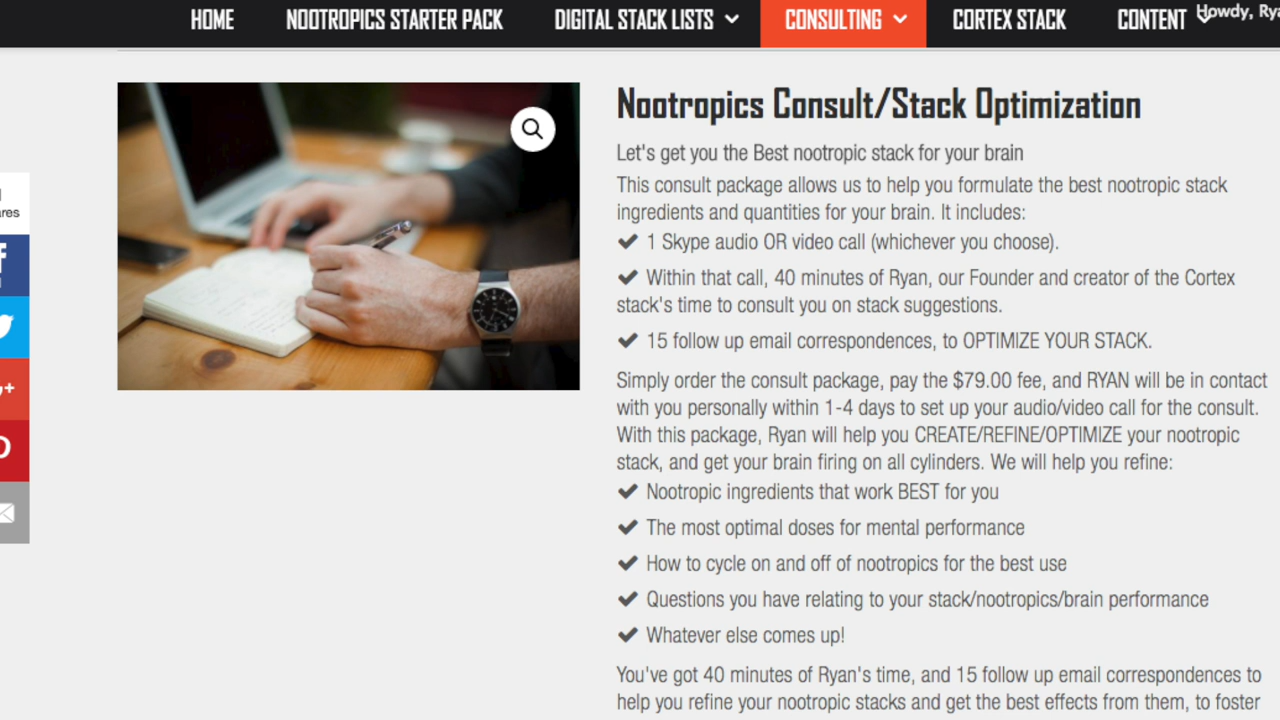 HOME NOOTROPICS STARTER PACK DIGITAL STACK LISTS CONSULTING CORTEX STACK CONTENT Howdy,
Nootropics Consult/Stack Optimization
Let's get you the Best nootropic stack for your brain
This consult package allows us to help you formulate the best nootropic stack
ingredients and quantities for your brain. It includes:
✔ 1 Skype audio OR video call (whichever you choose).
✔ Within that call, 40 minutes of Ryan, our Founder and creator of the Cortex
stack's time to consult you on stack suggestions.
✔ 15 follow up email correspondences, to OPTIMIZE YOUR STACK.
Simply order the consult package, pay the $79.00 fee, and RYAN will be in contact
with you personally within 1-4 days to set up your audio/video call for the consult.
With this package, Ryan will help you CREATE/REFINE/OPTIMIZE your nootropic
stack, and get your brain firing on all cylinders. We will help you refine:
✔ Nootropic ingredients that work BEST for you
✔ The most optimal doses for mental performance
✔ How to cycle on and off of nootropics for the best use
✔ Questions you have relating to your stack/nootropics/brain performance
✔ Whatever else comes up!
You've got 40 minutes of Ryan's time, and 15 follow up email correspondences to
help you refine your nootropic stacks and get the best effects from them, to foster